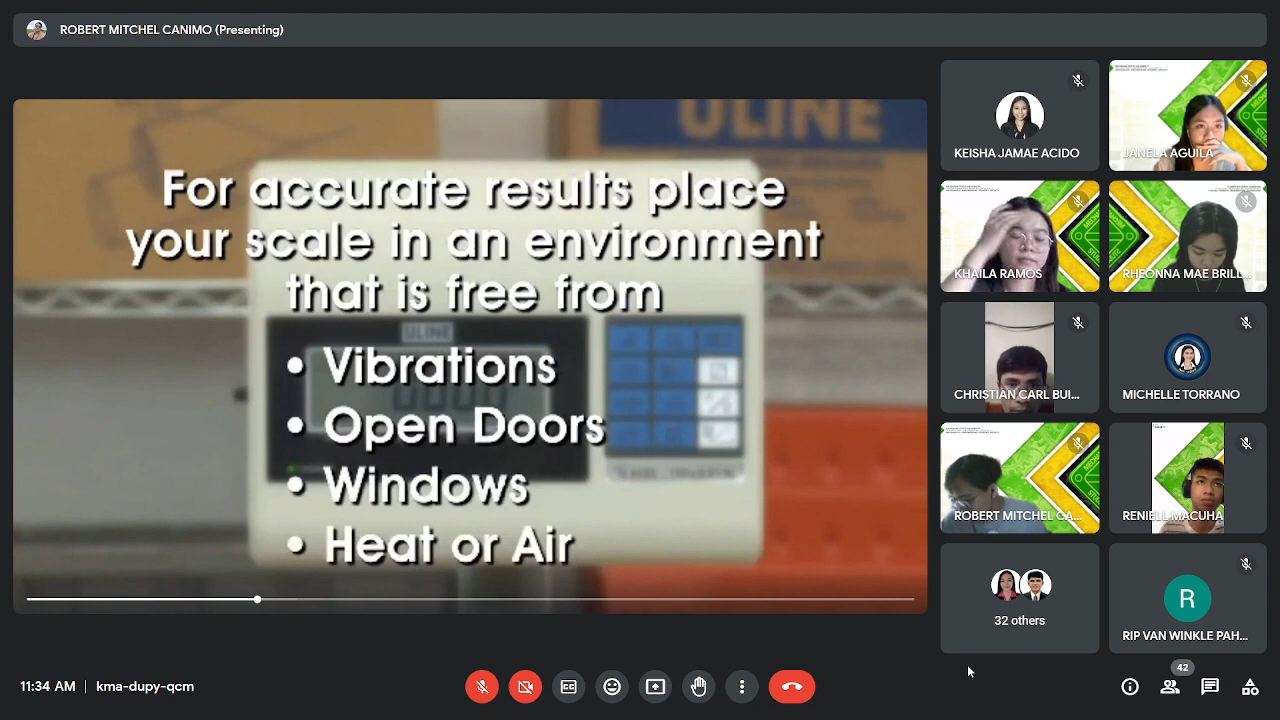 ROBERT MITCHEL CANIMO (Presenting)
ULINE
For accurate results place
your scale in an environment
that is free from
ULINE
• Vibrations
• Open Doors
• Windows
• Heat or Air
KEISHA JAMAE ACIDO
JANELA AGUILA
KHAILA RAMOS
RHEONNA MAE BRILL...
CHRISTIAN CARL BUI...
MICHELLE TORRANO
ROBERT MITCHEL CA...
RENIELL MACUHA
32 others
R
RIP VAN WINKLE PAH...
11:34 AM | kma-dupy-qcm
42